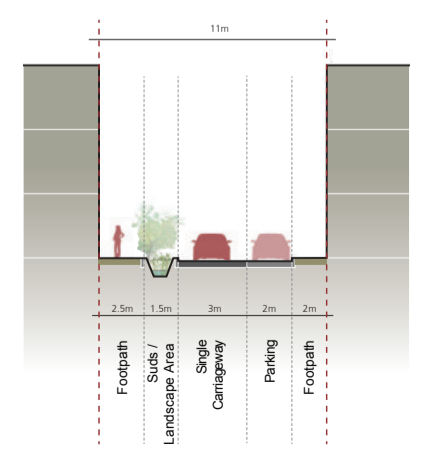 11m
2.5m
1.5m
3m
2m
2m
Footpath
Suds /
Landscape Area
Single
Carriageway
Parking
Footpath